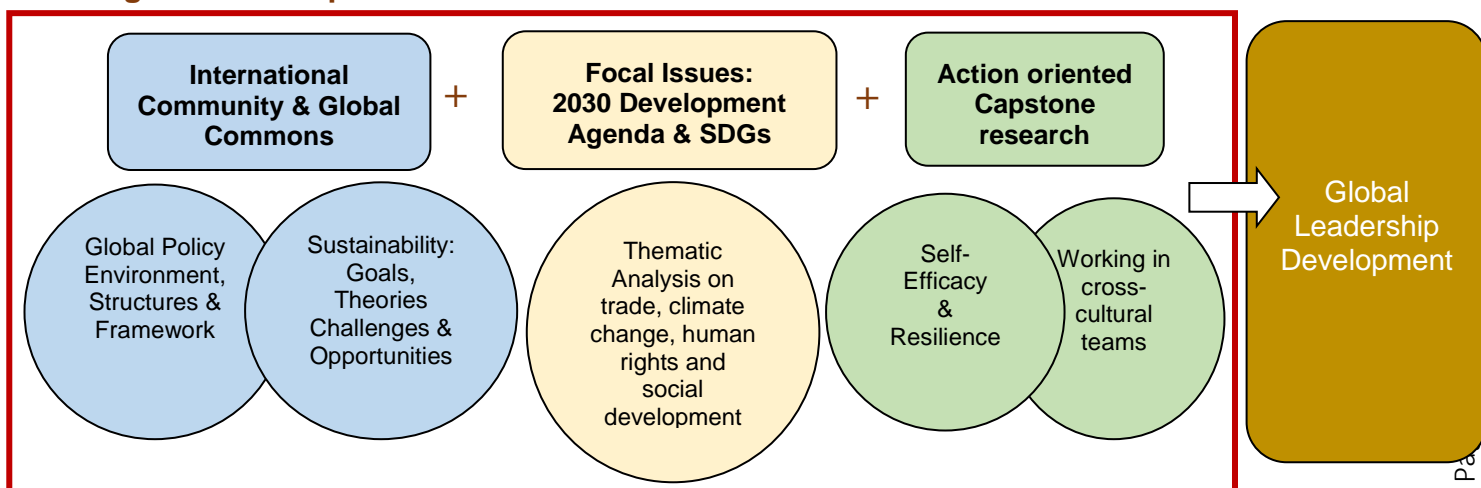 International
Community & Global
Commons
+
Focal Issues:
2030 Development
Agenda & SDGs
+
Action oriented
Capstone
research
Global Policy
Environment,
Structures &
Framework
Sustainability:
Goals,
Theories
Challenges &
Opportunities
Thematic
Analysis on
trade, climate
change, human
rights and
social
development
Self-
Efficacy
&
Resilience
Working in
cross-
cultural
teams
Global
Leadership
Development